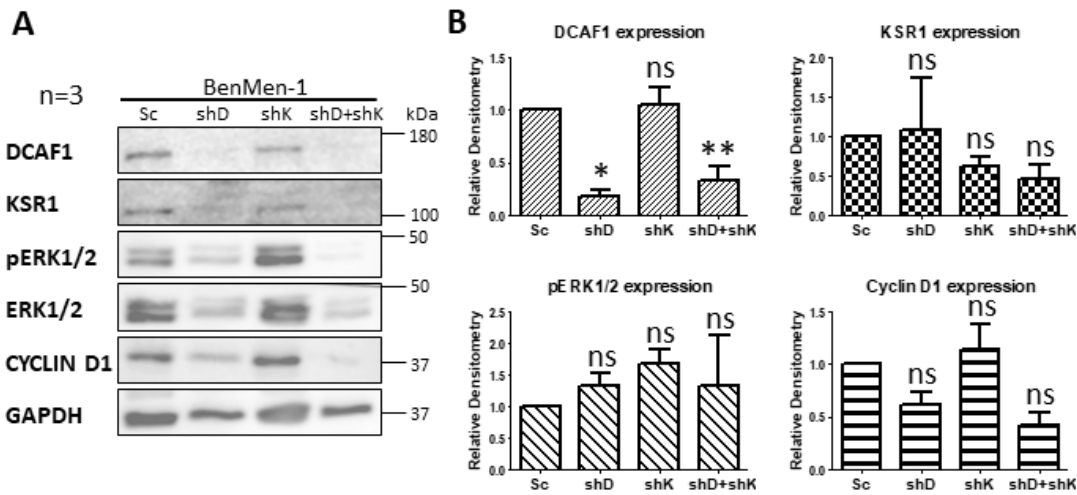 A
n=3
BenMen-1
Sc shD shK shD+shK kDa
DCAF1
180
KSR1
100
pERK1/2
50
ERK1/2
50
CYCLIN D1
37
GAPDH
37
B
DCAF1 expression
Relative Densitometry
1.5
1.0
0.5
0.0
*
ns
**
Sc shD shK shD+shK
KSR1 expression
Relative Densitometry
2.0
1.5
1.0
0.5
0.0
ns
ns
ns
Sc shD shK shD+shK
pERK1/2 expression
Relative Densitometry
2.5
2.0
1.5
1.0
0.5
0.0
ns
ns
ns
Sc shD shK shD+shK
Cyclin D1 expression
Relative Densitometry
1.5
1.0
0.5
0.0
ns
ns
ns
Sc shD shK shD+shK